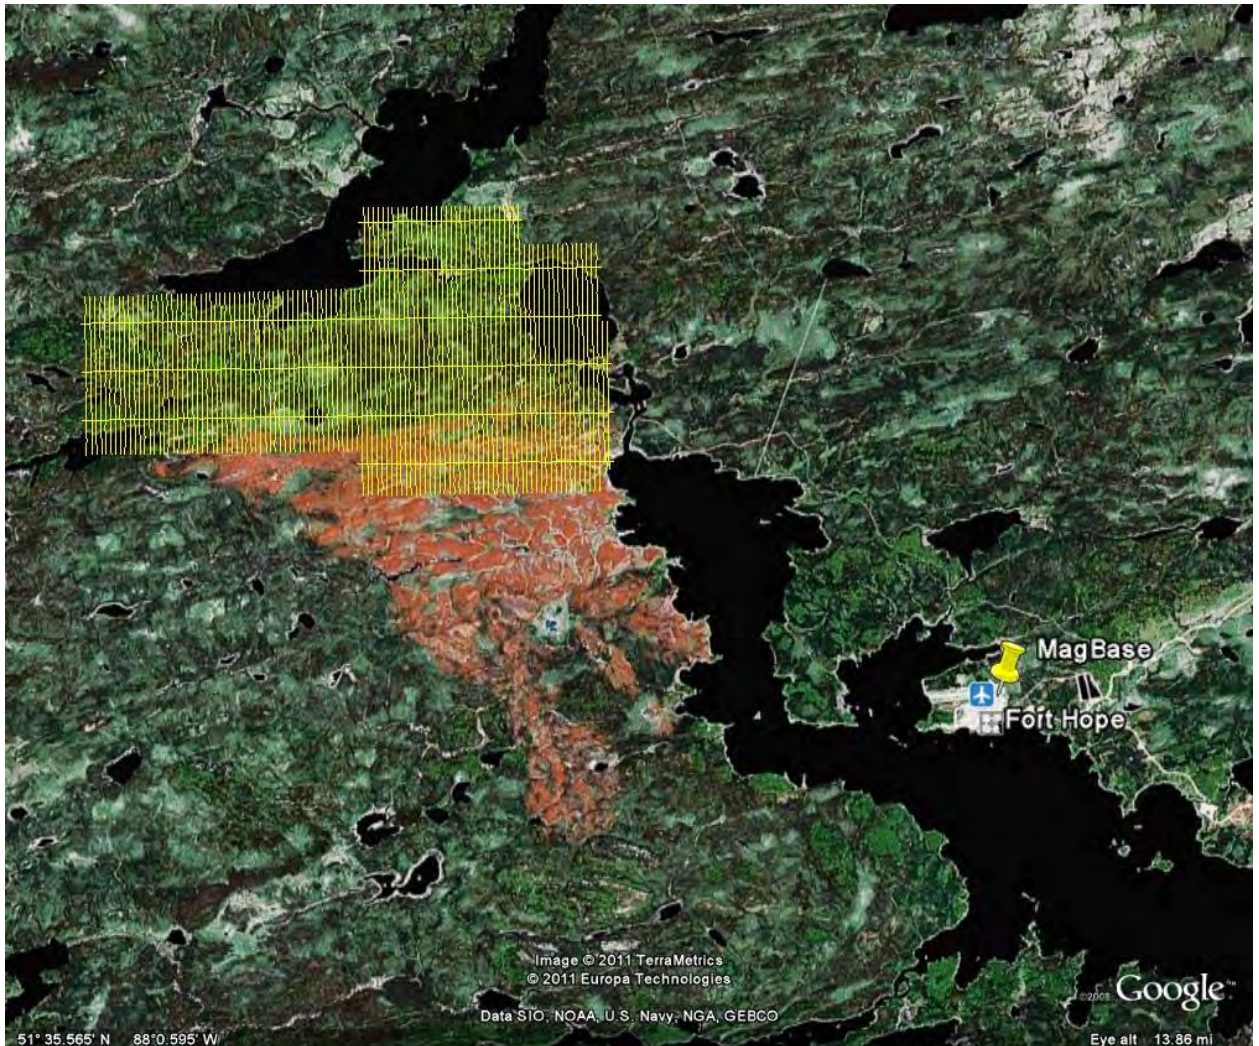 MagBase
Fort Hope
Image © 2011 TerraMetrics
© 2011 Europa Technologies
©2008 Google™
Data SIO, NOAA, U.S. Navy, NGA, GEBCO
51° 35.565' N 88°0.595' W
Eye alt 13.86 mi